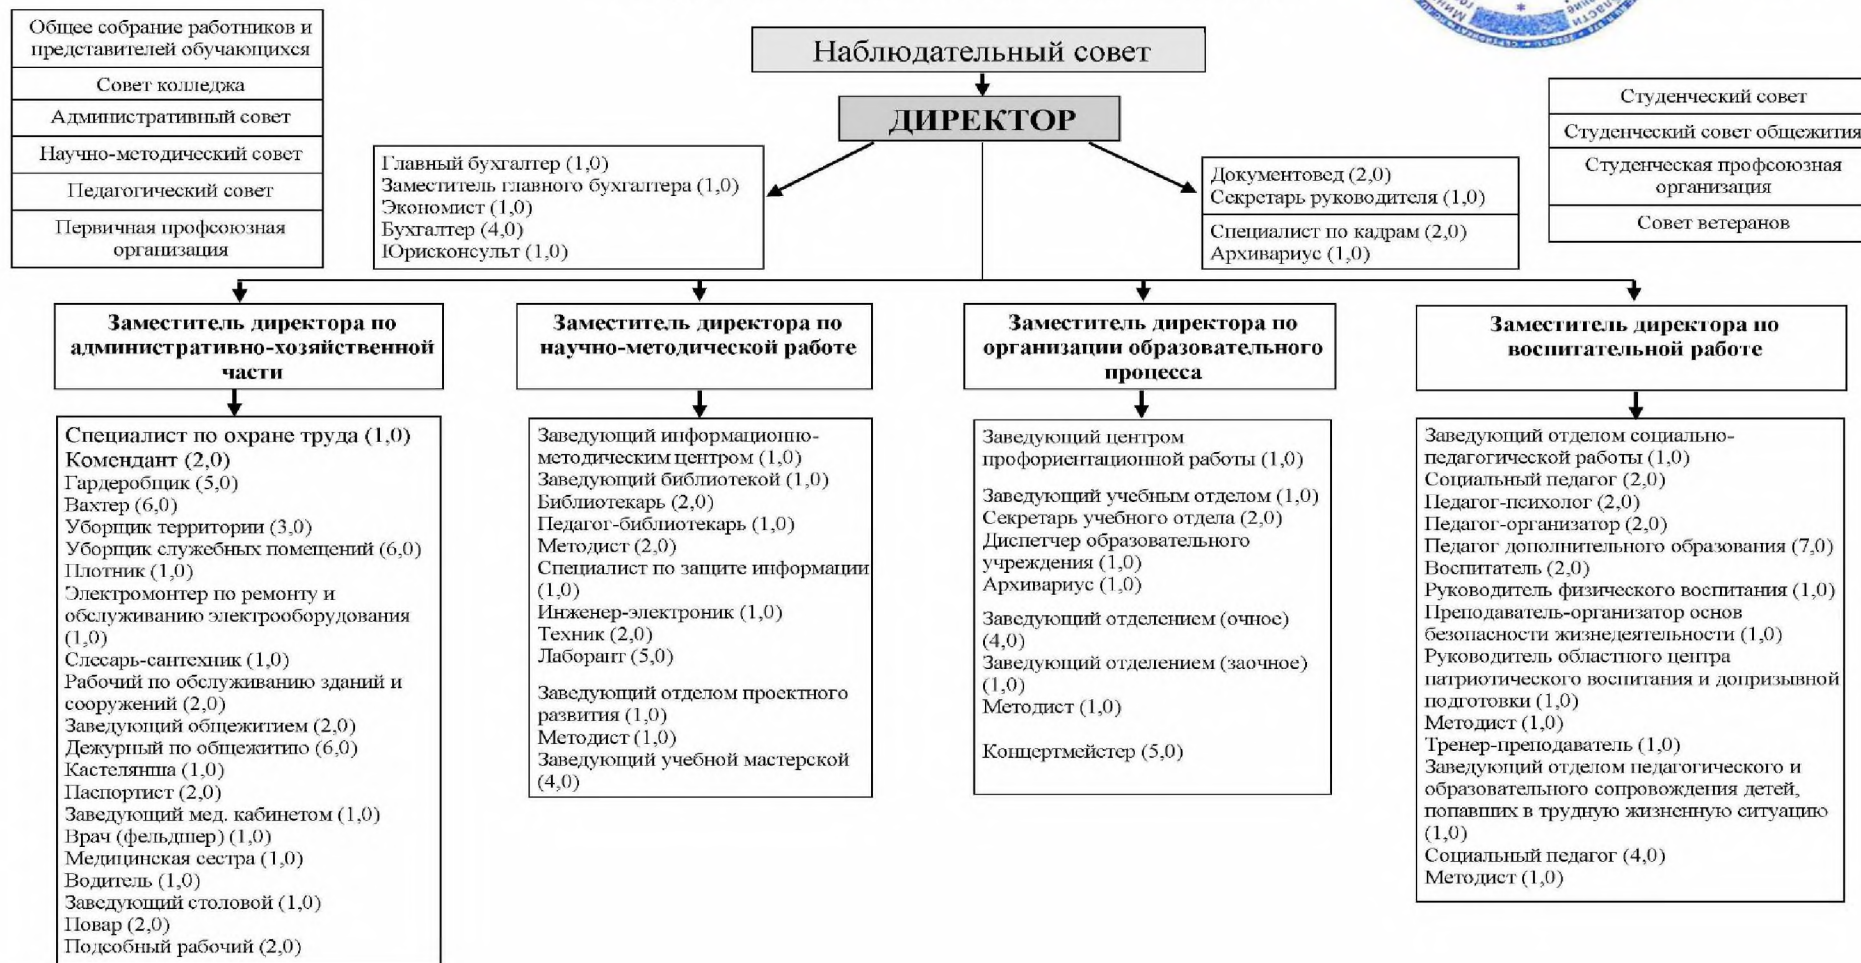 Общее собрание работников и
представителей обучающихся
Совет колледжа
Административный совет
Научно-методический совет
Педагогический совет
Первичная профсоюзная
организация
Наблюдательный совет
ДИРЕКТОР
Главный бухгалтер (1,0)
Заместитель главного бухгалтера (1,0)
Экономист (1,0)
Бухгалтер (4,0)
Юрисконсульт (1,0)
Документовед (2,0)
Секретарь руководителя (1,0)
Специалист по кадрам (2,0)
Архивариус (1,0)
Студенческий совет
Студенческий совет общежития
Студенческая профсоюзная
организация
Совет ветеранов
Заместитель директора по
административно-хозяйственной
части
Специалист по охране труда (1,0)
Комендант (2,0)
Гардеробщик (5,0)
Вахтер (6,0)
Уборщик территории (3,0)
Уборщик служебных помещений (6,0)
Плотник (1,0)
Электромонтер по ремонту и
обслуживанию электрооборудования
(1,0)
Слесарь-сантехник (1,0)
Рабочий по обслуживанию зданий и
сооружений (2,0)
Заведующий общежитием (2,0)
Дежурный по общежитию (6,0)
Кастелянша (1,0)
Паспортист (2,0)
Заведующий мед. кабинетом (1,0)
Врач (фельдшер) (1,0)
Медицинская сестра (1,0)
Водитель (1,0)
Заведующий столовой (1,0)
Повар (2,0)
Подсобный рабочий (2,0)
Заместитель директора по
научно-методической работе
Заведующий информационно-
методическим центром (1,0)
Заведующий библиотекой (1,0)
Библиотекарь (2,0)
Педагог-библиотекарь (1,0)
Методист (2,0)
Специалист по защите информации
(1,0)
Инженер-электроник (1,0)
Техник (2,0)
Лаборант (5,0)
Заведующий отделом проектного
развития (1,0)
Методист (1,0)
Заведующий учебной мастерской
(4,0)
Заместитель директора по
организации образовательного
процесса
Заведующий центром
профориентационной работы (1,0)
Заведующий учебным отделом (1,0)
Секретарь учебного отдела (2,0)
Диспетчер образовательного
учреждения (1,0)
Архивариус (1,0)
Заведующий отделением (очное)
(4,0)
Заведующий отделением (заочное)
(1,0)
Методист (1,0)
Концертмейстер (5,0)
Заместитель директора по
воспитательной работе
Заведующий отделом социально-
педагогической работы (1,0)
Социальный педагог (2,0)
Педагог-психолог (2,0)
Педагог-организатор (2,0)
Педагог дополнительного образования (7,0)
Воспитатель (2,0)
Руководитель физического воспитания (1,0)
Преподаватель-организатор основ
безопасности жизнедеятельности (1,0)
Руководитель областного центра
патриотического воспитания и допризывной
подготовки (1,0)
Методист (1,0)
Тренер-преподаватель (1,0)
Заведующий отделом педагогического и
образовательного сопровождения детей,
попавших в трудную жизненную ситуацию
(1,0)
Социальный педагог (4,0)
Методист (1,0)